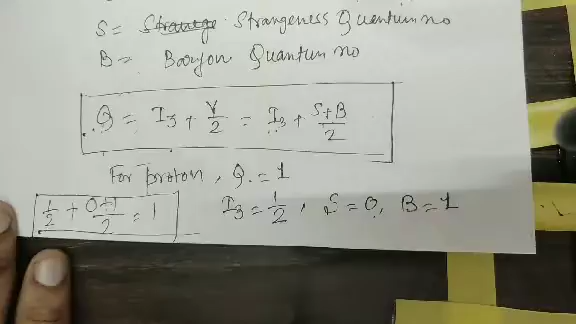 S = Strangeness Quantum no
B = Baryon Quantum no
Q = I3 + Y/2 = I3 + S+B/2
For proton, Q = 1
I3 = 1/2, S = 0, B = 1
1/2 + 0+1/2 = 1